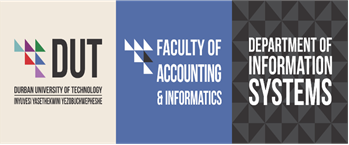 DUT
DURBAN UNIVERSITY OF TECHNOLOGY
INYUVESI YASETHEKWINI YEZOBUCHWEPHESHE
FACULTY OF
ACCOUNTING
& INFORMATICS
DEPARTMENT OF
INFORMATION
SYSTEMS